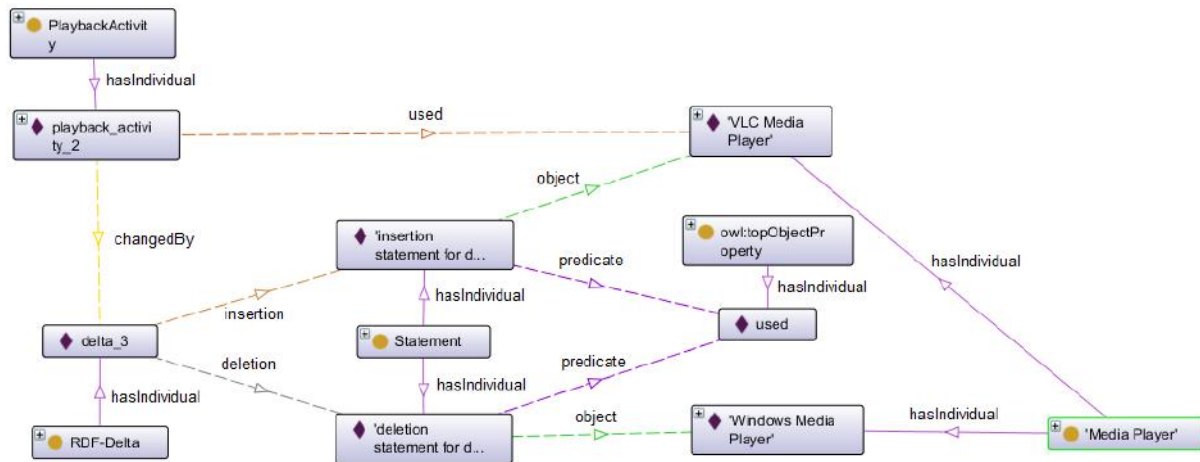 PlaybackActivit
y
hasIndividual
playback_activi
ty_2
used
'VLC Media
Player'
object
changedBy
'insertion
statement for d...
predicate
owl:topObjectPr
operty
hasIndividual
hasIndividual
insertion
hasIndividual
delta_3
Statement
used
deletion
predicate
hasIndividual
hasIndividual
RDF-Delta
'deletion
statement for d...
object
'Windows Media
Player'
hasIndividual
'Media Player'